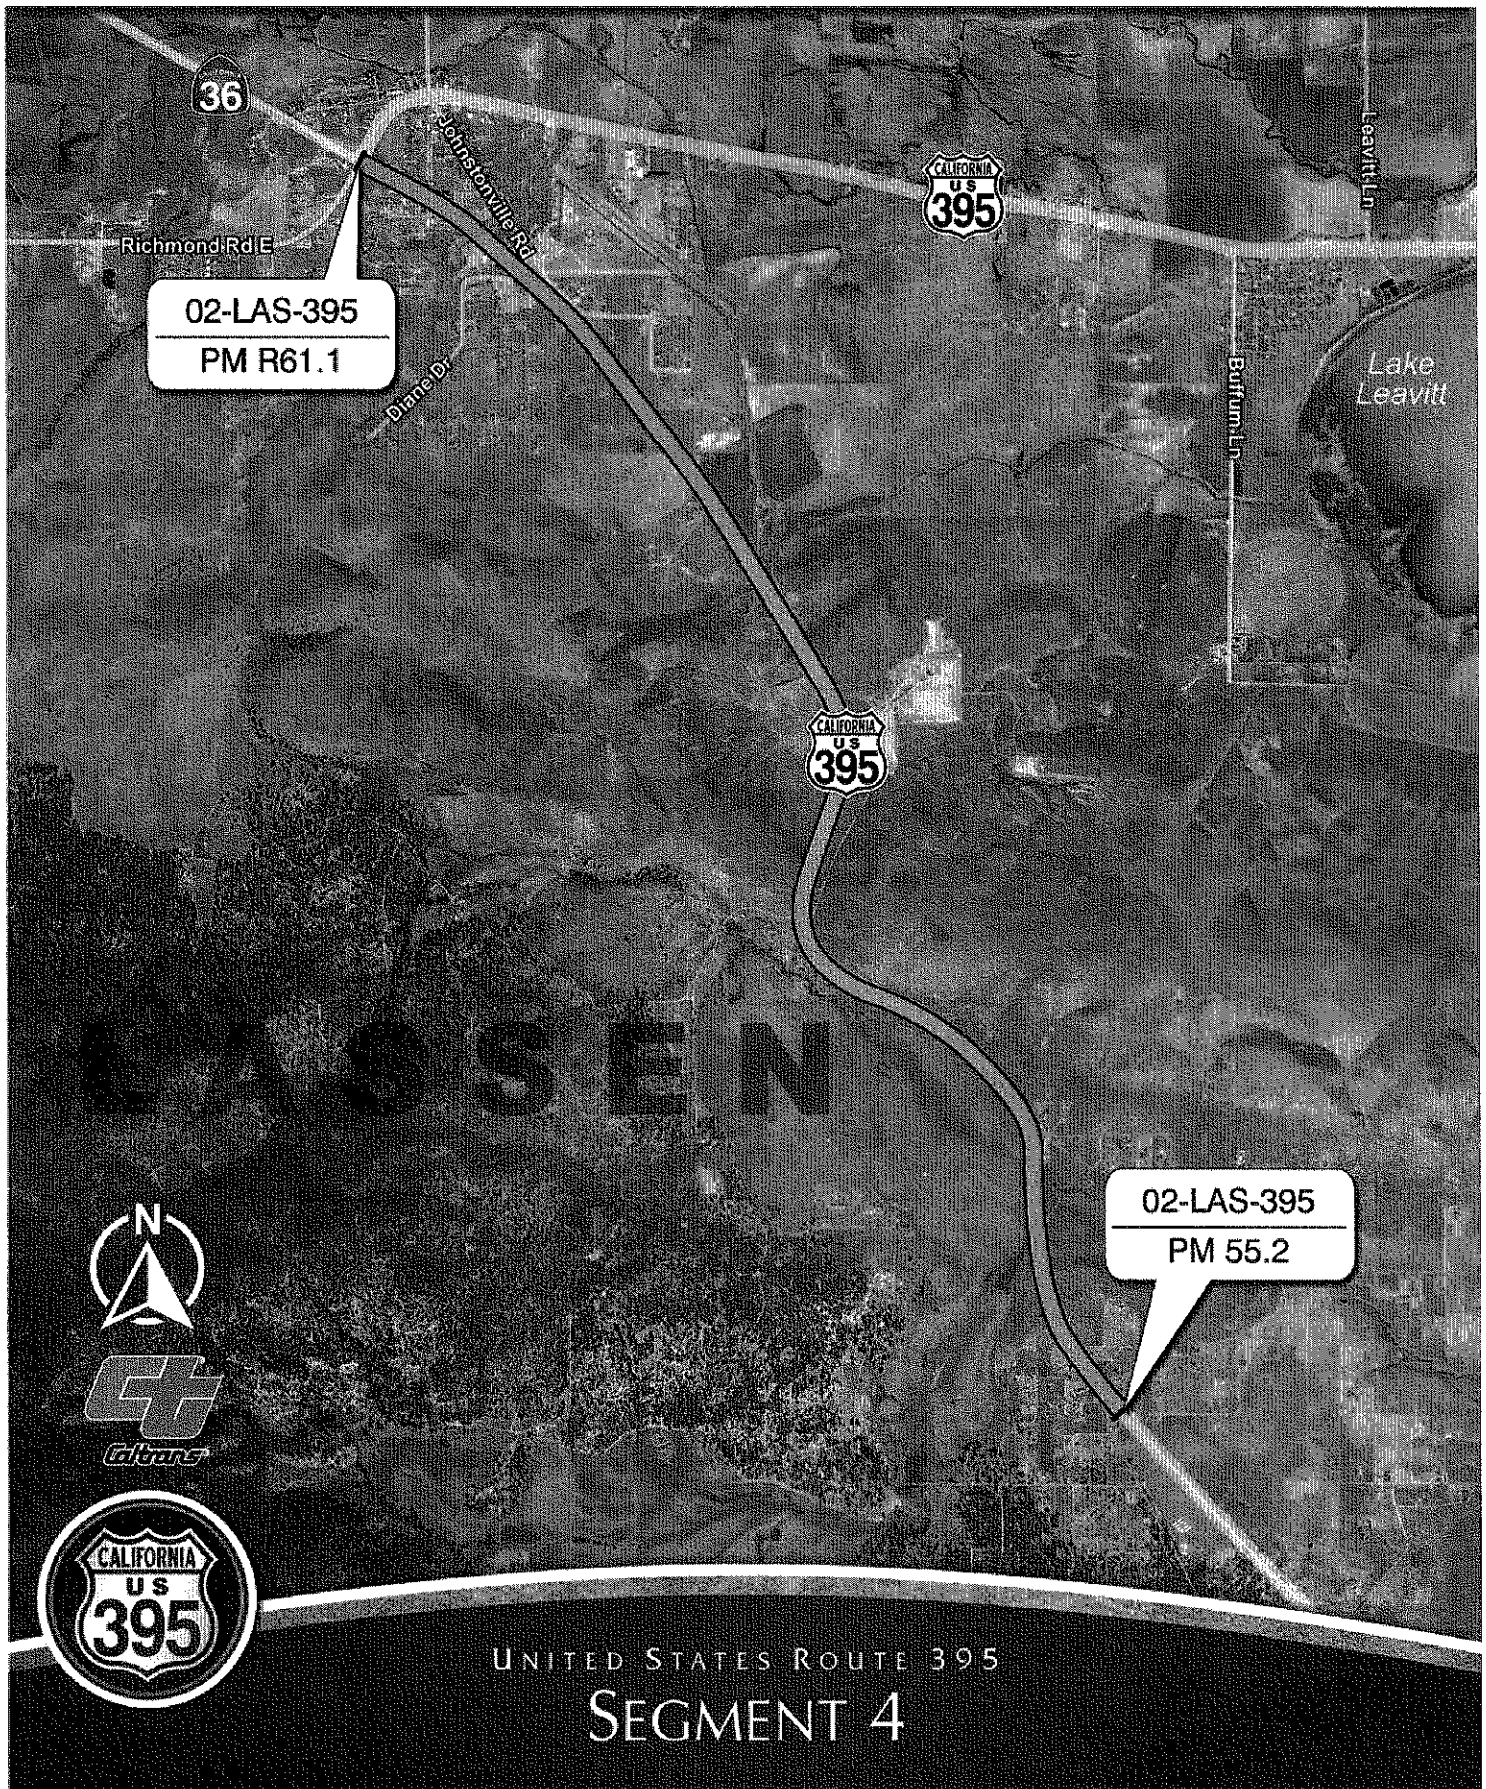 36
Johnstonville Rd
Leavitt Ln
CALIFORNIA
US
395
Richmond Rd E
02-LAS-395
PM R61.1
Diane Dr
Buffum Ln
Lake
Leavitt
CALIFORNIA
US
395
LASSEN
02-LAS-395
PM 55.2
N
Ct
Caltrans
CALIFORNIA
US
395
UNITED STATES ROUTE 395
SEGMENT 4